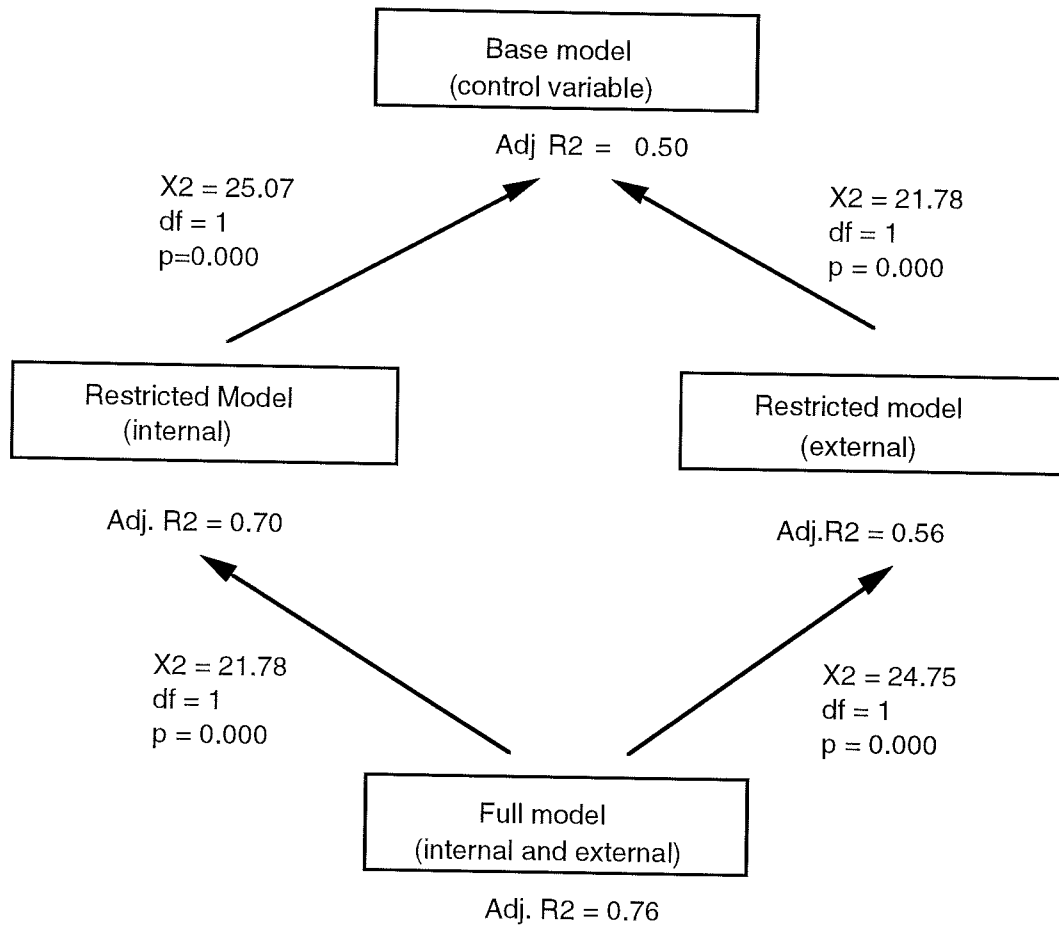 Base model
(control variable)
Adj R2 = 0.50
X2 = 25.07
df = 1
p=0.000
X2 = 21.78
df = 1
p = 0.000
Restricted Model
(internal)
Restricted model
(external)
Adj. R2 = 0.70
Adj.R2 = 0.56
X2 = 21.78
df = 1
p = 0.000
X2 = 24.75
df = 1
p = 0.000
Full model
(internal and external)
Adj. R2 = 0.76